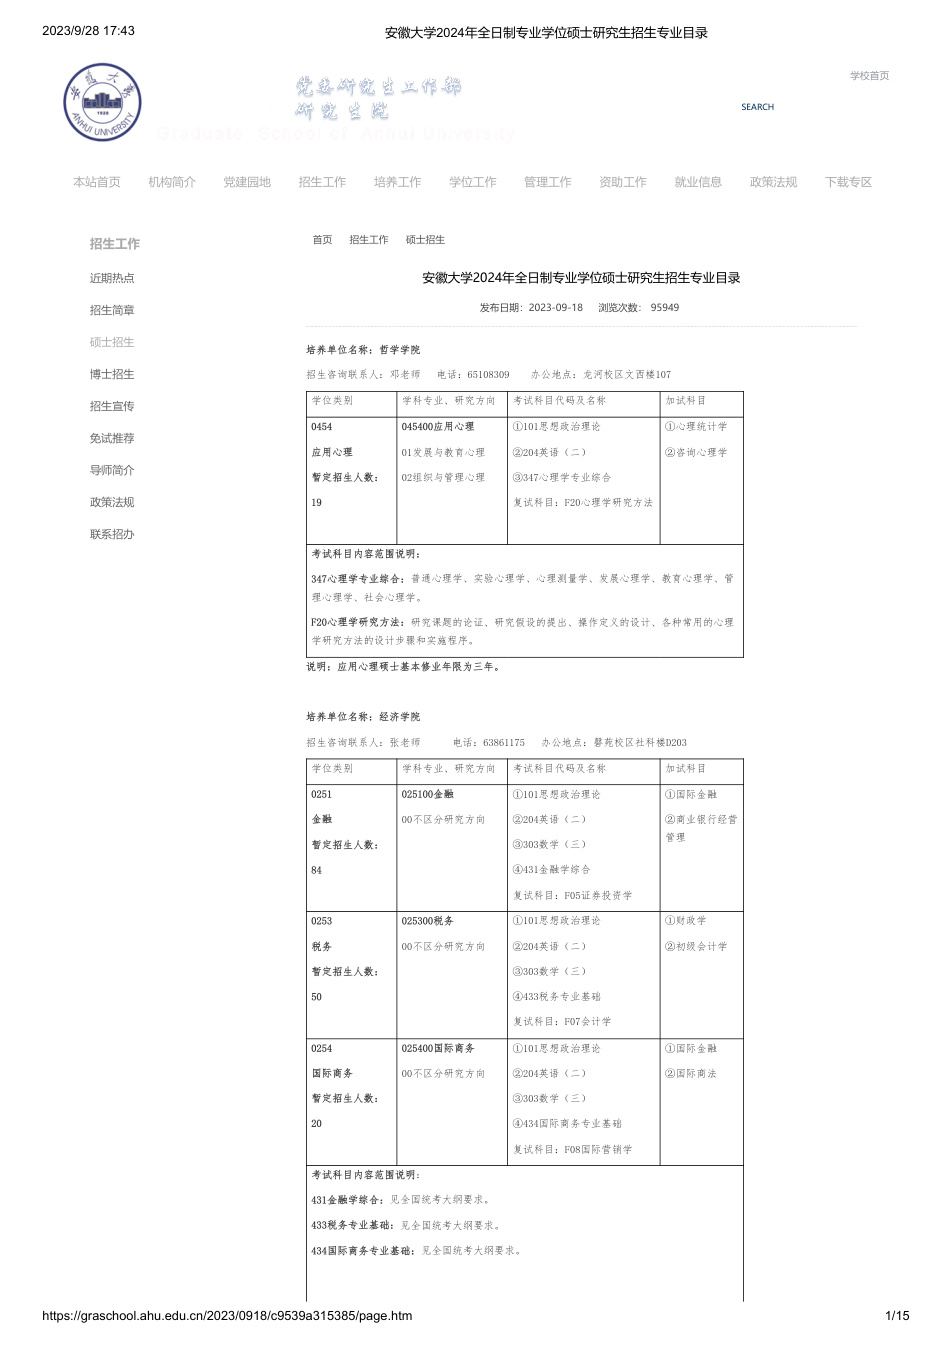 2023/9/28 17:43
安徽大学2024年全日制专业学位硕士研究生招生专业目录
安徽大学
1928
ANHUI UNIVERSITY
党委研究生工作部
研究生院
Graduate School of Anhui University
学校首页
SEARCH
本站首页 机构简介 党建园地 招生工作 培养工作 学位工作 管理工作 资助工作 就业信息 政策法规 下载专区
招生工作
近期热点
招生简章
硕士招生
博士招生
招生宣传
免试推荐
导师简介
政策法规
联系招办
首页 招生工作 硕士招生
安徽大学2024年全日制专业学位硕士研究生招生专业目录
发布日期：2023-09-18 浏览次数： 95949
培养单位名称：哲学学院
招生咨询联系人：邓老师 电话：65108309 办公地点：龙河校区文西楼107
学位类别 学科专业、研究方向 考试科目代码及名称 加试科目
0454
应用心理
暂定招生人数：
19
045400应用心理
01发展与教育心理
02组织与管理心理
①101思想政治理论
②204英语（二）
③347心理学专业综合
复试科目：F20心理学研究方法
①心理统计学
②咨询心理学
考试科目内容范围说明：
347心理学专业综合：普通心理学、实验心理学、心理测量学、发展心理学、教育心理学、管
理心理学、社会心理学。
F20心理学研究方法：研究课题的论证、研究假设的提出、操作定义的设计、各种常用的心理
学研究方法的设计步骤和实施程序。
说明：应用心理硕士基本修业年限为三年。
培养单位名称：经济学院
招生咨询联系人：张老师 电话：63861175 办公地点：磬苑校区社科楼D203
学位类别 学科专业、研究方向 考试科目代码及名称 加试科目
0251
金融
暂定招生人数：
84
025100金融
00不区分研究方向
①101思想政治理论
②204英语（二）
③303数学（三）
④431金融学综合
复试科目：F05证券投资学
①国际金融
②商业银行经营
管理
0253
税务
暂定招生人数：
50
025300税务
00不区分研究方向
①101思想政治理论
②204英语（二）
③303数学（三）
④433税务专业基础
复试科目：F07会计学
①财政学
②初级会计学
0254
国际商务
暂定招生人数：
20
025400国际商务
00不区分研究方向
①101思想政治理论
②204英语（二）
③303数学（三）
④434国际商务专业基础
复试科目：F08国际营销学
①国际金融
②国际商法
考试科目内容范围说明：
431金融学综合：见全国统考大纲要求。
433税务专业基础：见全国统考大纲要求。
434国际商务专业基础：见全国统考大纲要求。
https://graschool.ahu.edu.cn/2023/0918/c9539a315385/page.htm
1/15